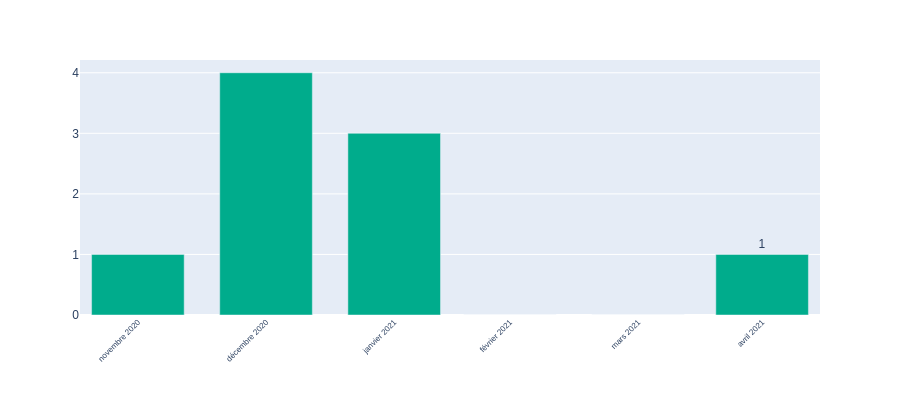 4
3
2
1
0
1
novembre 2020
décembre 2020
janvier 2021
février 2021
mars 2021
avril 2021